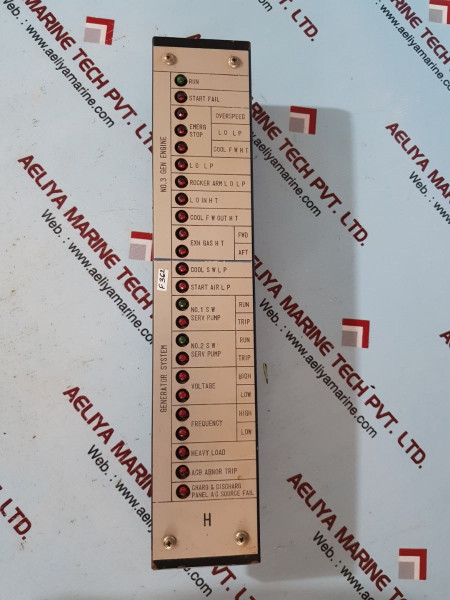 NO.3 GEN ENGINE
RUN
START FAIL
EMERG
STOP
OVERSPEED
L O L P
COOL F W H T
L O L P
ROCKER ARM L O L P
L O IN H T
COOL F W OUT H T
EXH GAS H T
FWD
AFT
F 362
GENERATOR SYSTEM
COOL S W L P
START AIR L P
NO.1 S W
SERV PUMP
RUN
TRIP
NO.2 S W
SERV PUMP
RUN
TRIP
VOLTAGE
HIGH
LOW
FREQUENCY
HIGH
LOW
HEAVY LOAD
ACB ABNOR TRIP
CHARG & DISCHARG
PANEL A C SOURCE FAIL
H
AELIYA MARINE TECH PVT. LTD.
Web. : www.aeliyamarine.com